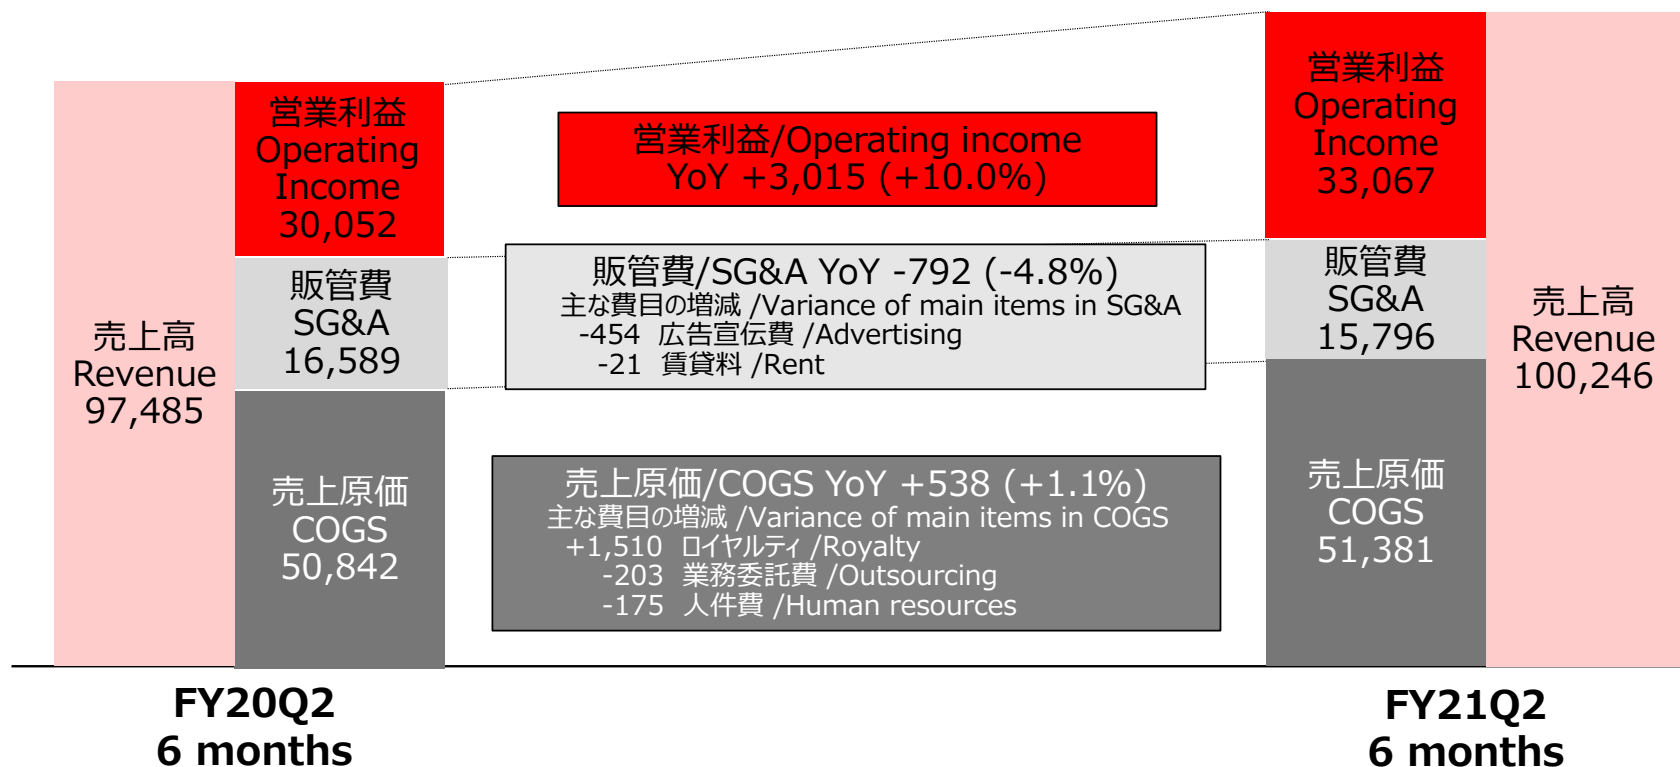 売上高
Revenue
97,485
営業利益
Operating
Income
30,052
販管費
SG&A
16,589
売上原価
COGS
50,842
営業利益/Operating income
YoY +3,015 (+10.0%)
販管費/SG&A YoY -792 (-4.8%)
主な費目の増減 /Variance of main items in SG&A
-454 広告宣伝費 /Advertising
-21 賃貸料 /Rent
売上原価/COGS YoY +538 (+1.1%)
主な費目の増減 /Variance of main items in COGS
+1,510 ロイヤルティ /Royalty
-203 業務委託費 /Outsourcing
-175 人件費 /Human resources
営業利益
Operating
Income
33,067
販管費
SG&A
15,796
売上原価
COGS
51,381
売上高
Revenue
100,246
FY20Q2
6 months
FY21Q2
6 months